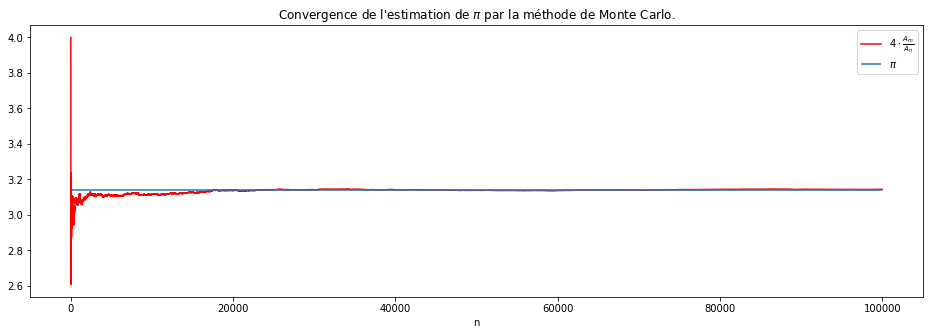 Convergence de l'estimation de π par la méthode de Monte Carlo.
4.0
3.8
3.6
3.4
3.2
3.0
2.8
2.6
4 · A_m/A_n
π
0 20000 40000 60000 80000 100000
n